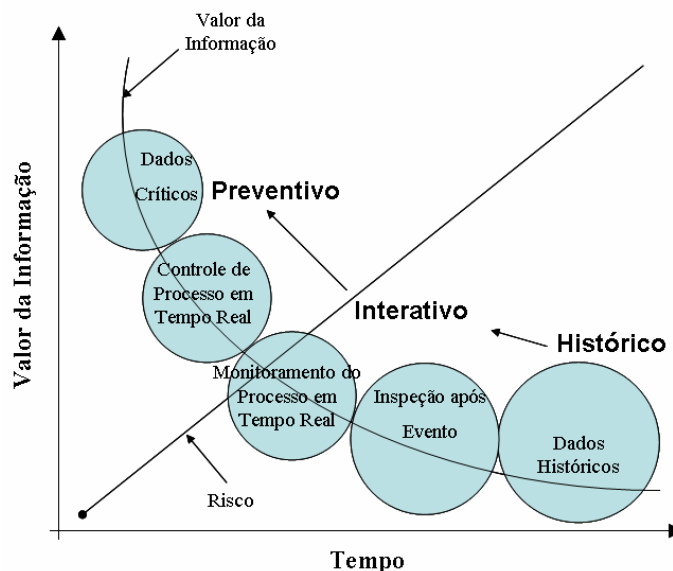 Valor da
Informação
Dados
Críticos
Preventivo
Controle de
Processo em
Tempo Real
Interativo
Histórico
Monitoramento do
Processo em
Tempo Real
Inspeção após
Evento
Dados
Históricos
Risco
Valor da Informação
Tempo